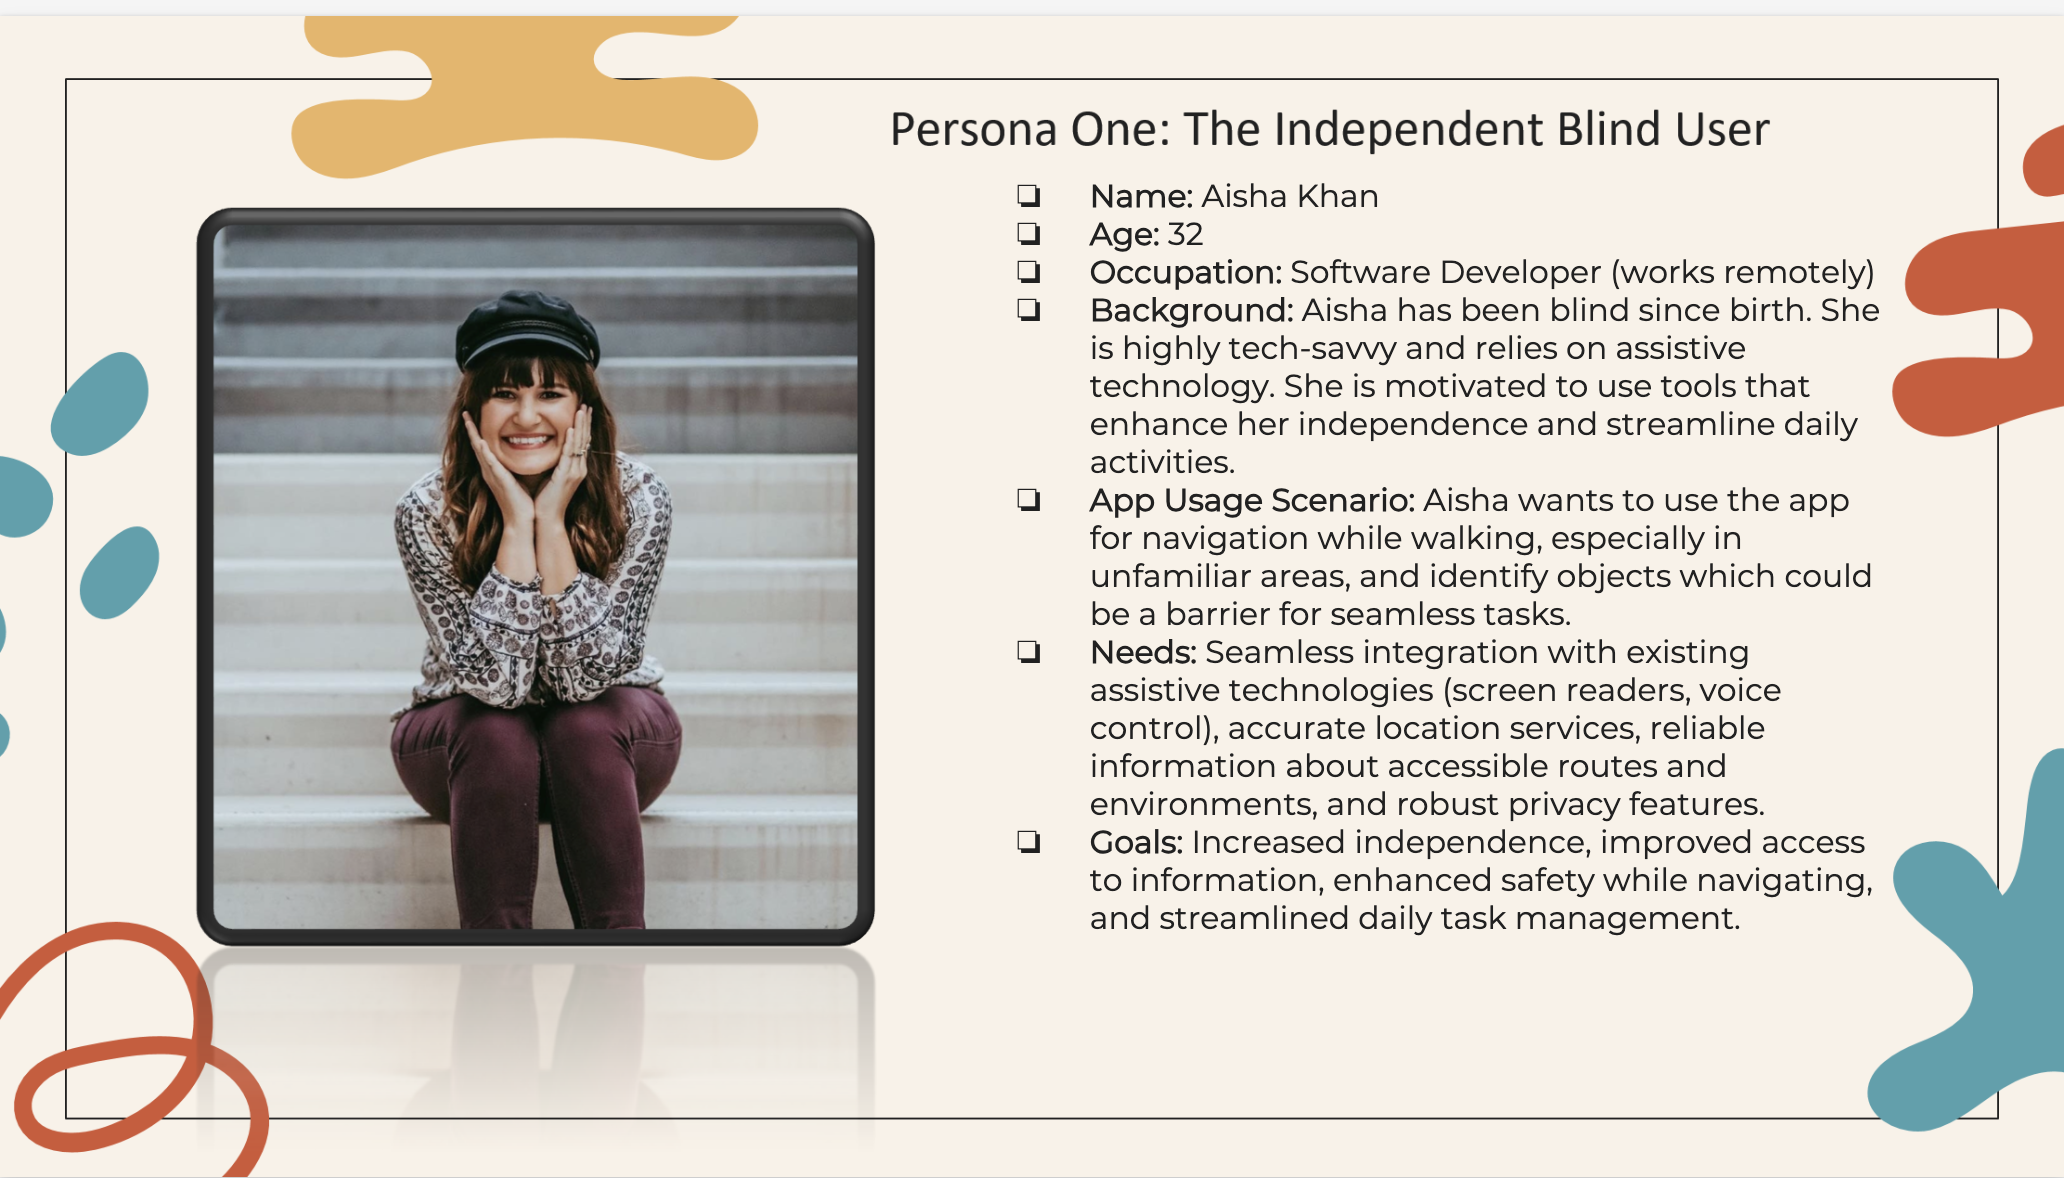 Persona One: The Independent Blind User
Name: Aisha Khan
Age: 32
Occupation: Software Developer (works remotely)
Background: Aisha has been blind since birth. She
is highly tech-savvy and relies on assistive
technology. She is motivated to use tools that
enhance her independence and streamline daily
activities.
App Usage Scenario: Aisha wants to use the app
for navigation while walking, especially in
unfamiliar areas, and identify objects which could
be a barrier for seamless tasks.
Needs: Seamless integration with existing
assistive technologies (screen readers, voice
control), accurate location services, reliable
information about accessible routes and
environments, and robust privacy features.
Goals: Increased independence, improved access
to information, enhanced safety while navigating,
and streamlined daily task management.